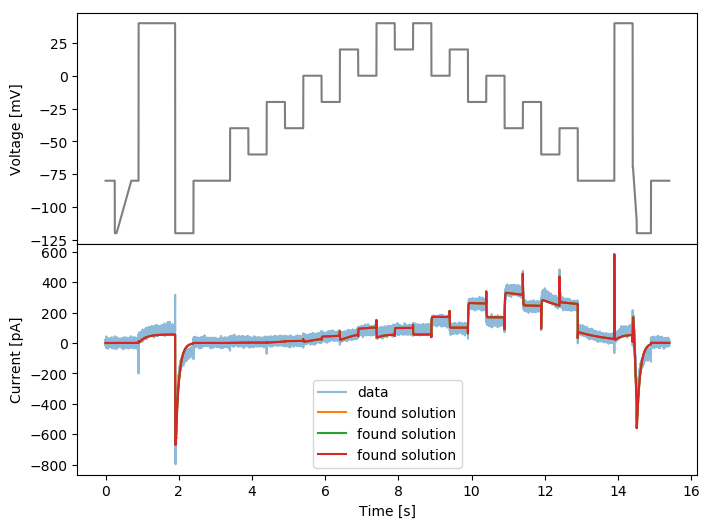 25
0
−25
−50
−75
−100
−125
Voltage [mV]
600
400
200
0
−200
−400
−600
−800
Current [pA]
data
found solution
found solution
found solution
0 2 4 6 8 10 12 14 16
Time [s]